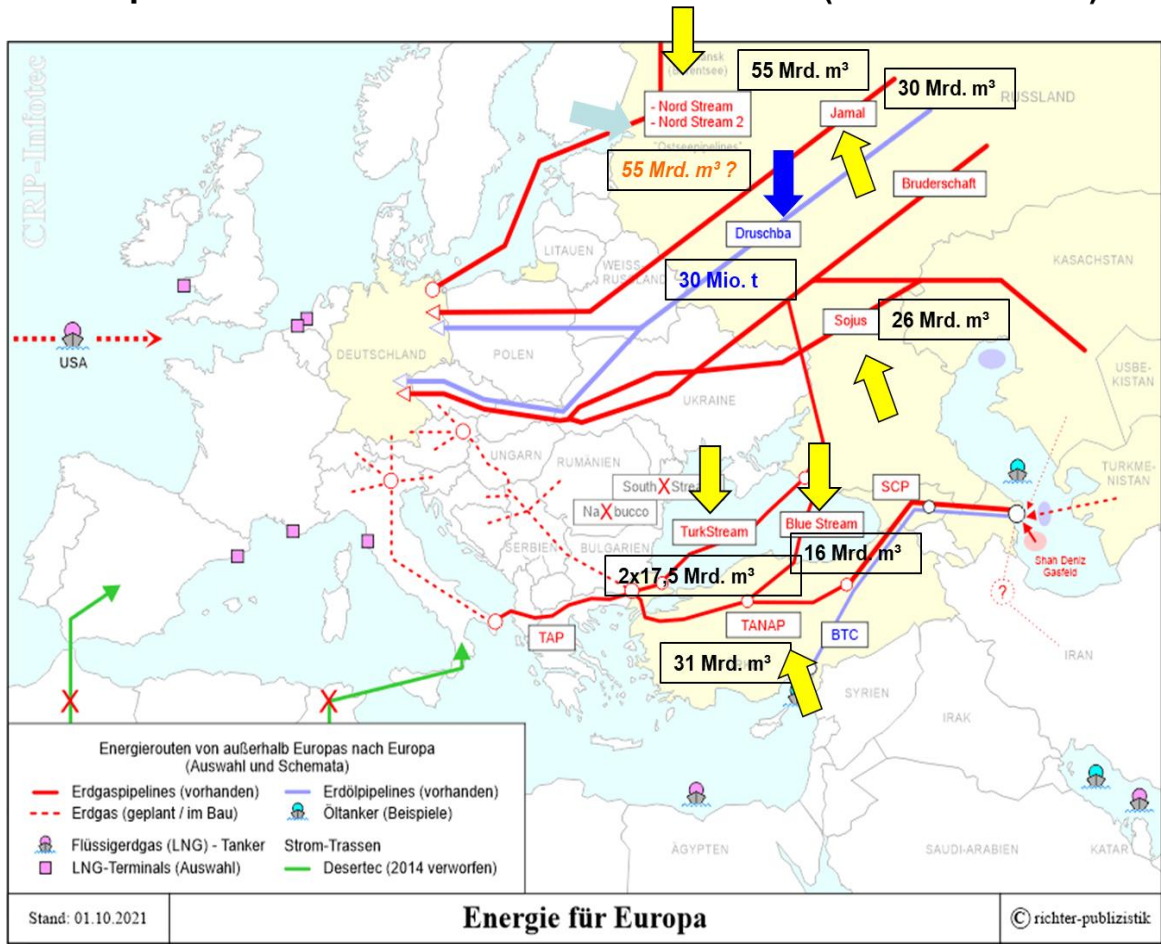 CRP-Infotec
55 Mrd. m³
30 Mrd. m³
RUSSLAND
- Nord Stream
- Nord Stream 2
"Ostseepipelines"
Jamal
55 Mrd. m³ ?
Bruderschaft
Druschba
LITAUEN
WEISS-
RUSSLAND
KASACHSTAN
30 Mio. t
Sojus
26 Mrd. m³
USA
DEUTSCHLAND
POLEN
USBE-
KISTAN
UKRAINE
UNGARN
RUMÄNIEN
TURKME-
NISTAN
South X Stream
Na X bucco
SCP
TurkStream
Blue Stream
SERBIEN
BULGARIEN
16 Mrd. m³
Shah Deniz
Gasfeld
2x17,5 Mrd. m³
?
TAP
TANAP
BTC
31 Mrd. m³
IRAN
SYRIEN
IRAK
Energierouten von außerhalb Europas nach Europa
(Auswahl und Schemata)
Erdgaspipelines (vorhanden)
Erdölpipelines (vorhanden)
Erdgas (geplant / im Bau)
Öltanker (Beispiele)
Flüssigerdgas (LNG) - Tanker
Strom-Trassen
LNG-Terminals (Auswahl)
Desertec (2014 verworfen)
ÄGYPTEN
SAUDI-ARABIEN
KATAR
Stand: 01.10.2021
Energie für Europa
© richter-publizistik